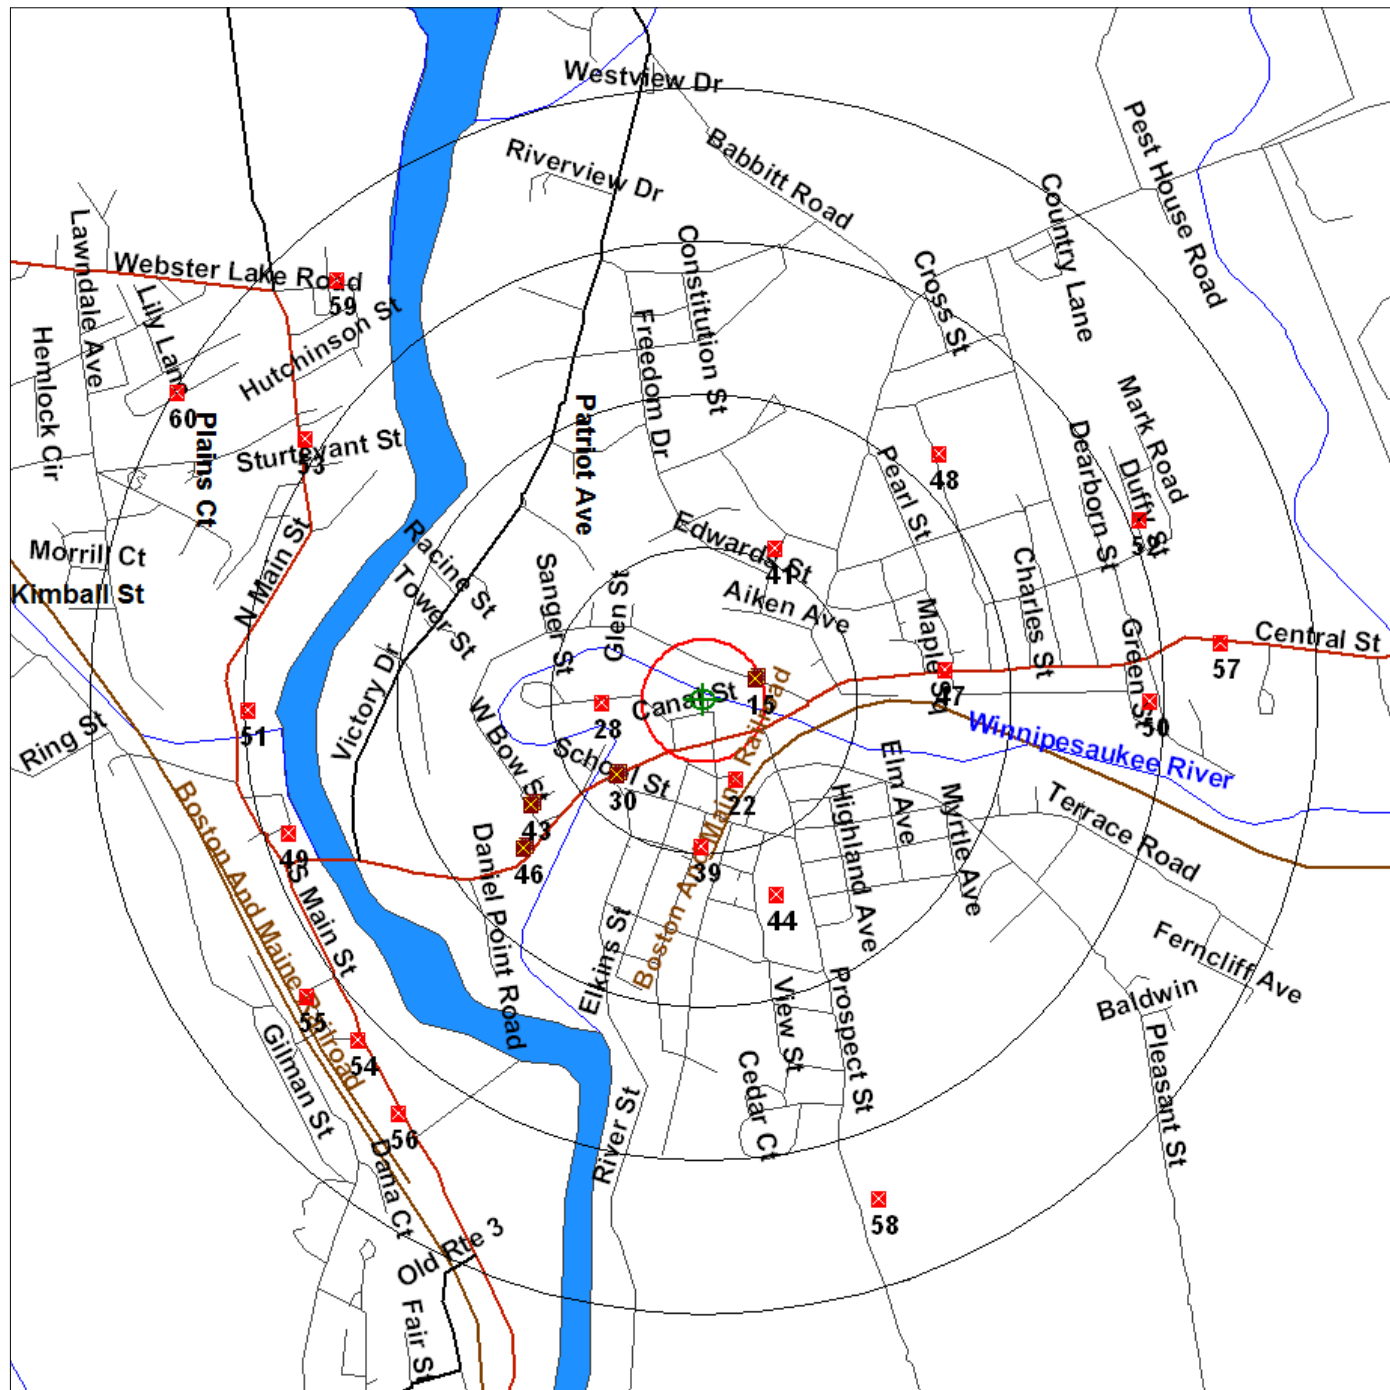 Westview Dr
Riverview Dr
Babbitt Road
Pest House Road
Country Lane
Lawndale Ave
Webster Lake Road
59
Constitution St
Cross St
Lily Lane
Hutchinson St
Freedom Dr
Hemlock Cir
60
Plains Ct
Sturtevant St
53
Patriot Ave
Mark Road
Dearborn St
Duffy St
52
Pearl St
48
Morrill Ct
Kimball St
N Main St
Racine St
Tower St
Sanger St
Glen St
Edwards St
41
Aiken Ave
Maple St
47
Charles St
Green St
50
Central St
57
Ring St
51
Victory Dr
W Bow St
28
Canal St
15
School St
30
22
Winnipesaukee River
Boston And Maine Railroad
Boston And Maine Railroad
43
46
49
S Main St
Daniel Point Road
39
44
Highland Ave
Elm Ave
Myrtle Ave
Terrace Road
Ferncliff Ave
Baldwin
Elkins St
View St
Prospect St
Cedar Ct
Pleasant St
55
54
56
Gilman St
Dana Ct
River St
58
Old Rte 3
Fair St